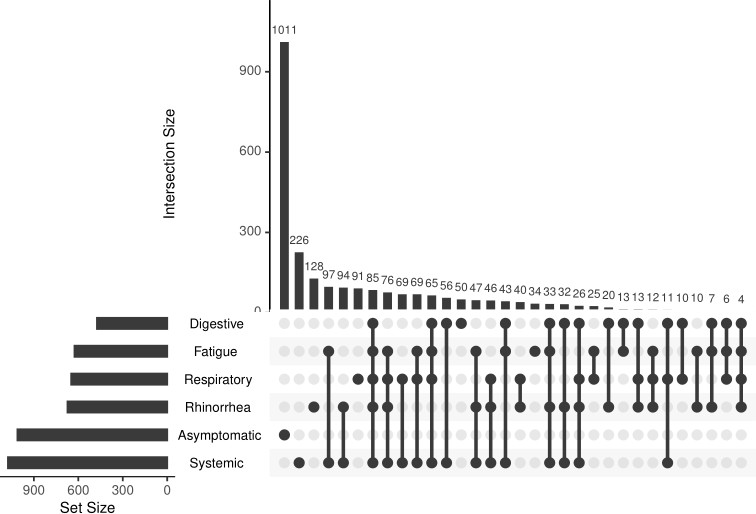 1011
900
600
300
0
Intersection Size
226 128 97 94 91 85 76 69 69 65 56 50 47 46 43 40 34 33 32 26 25 20 13 13 12 11 10 10 7 6 4
Digestive
Fatigue
Respiratory
Rhinorrhea
Asymptomatic
Systemic
900 600 300 0
Set Size